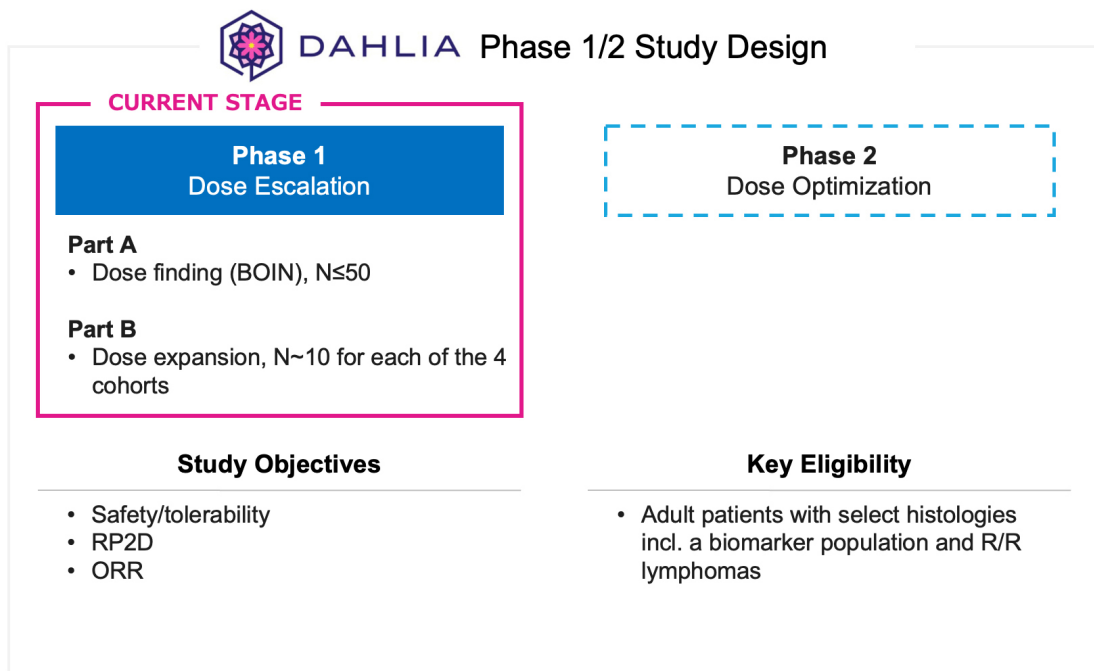 DAHLIA Phase 1/2 Study Design
CURRENT STAGE
Phase 1
Dose Escalation
Part A
• Dose finding (BOIN), N≤50
Part B
• Dose expansion, N~10 for each of the 4
cohorts
Phase 2
Dose Optimization
Study Objectives
• Safety/tolerability
• RP2D
• ORR
Key Eligibility
• Adult patients with select histologies
incl. a biomarker population and R/R
lymphomas